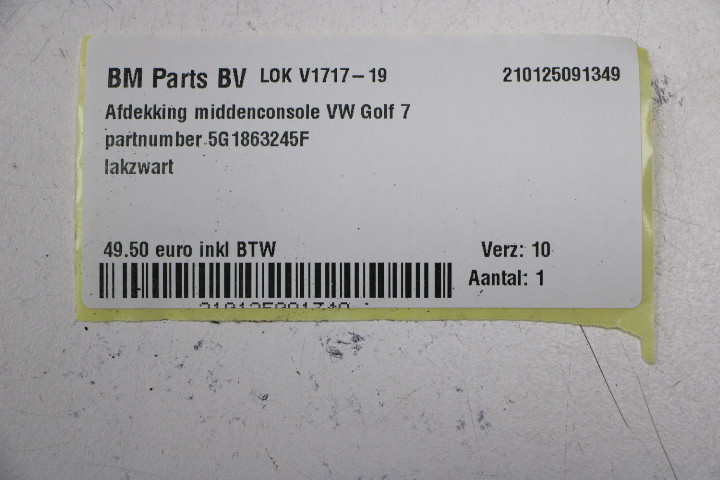 BM Parts BV LOK V1717-19 210125091349
Afdekking middenconsole VW Golf 7
partnumber 5G1863245F
lakzwart
49.50 euro inkl BTW Verz: 10
Aantal: 1